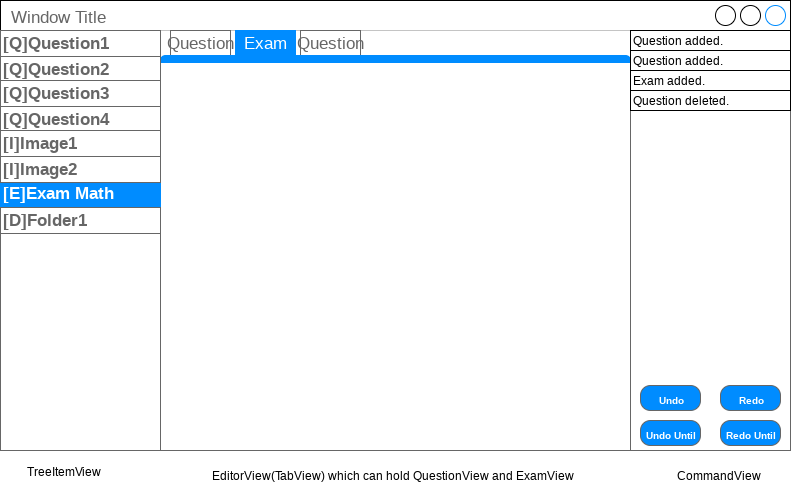 Window Title
[Q]Question1
[Q]Question2
[Q]Question3
[Q]Question4
[I]Image1
[I]Image2
[E]Exam Math
[D]Folder1
Question Exam Question
Question added.
Question added.
Exam added.
Question deleted.
Undo Redo
Undo Until Redo Until
TreeItemView
EditorView(TabView) which can hold QuestionView and ExamView
CommandView